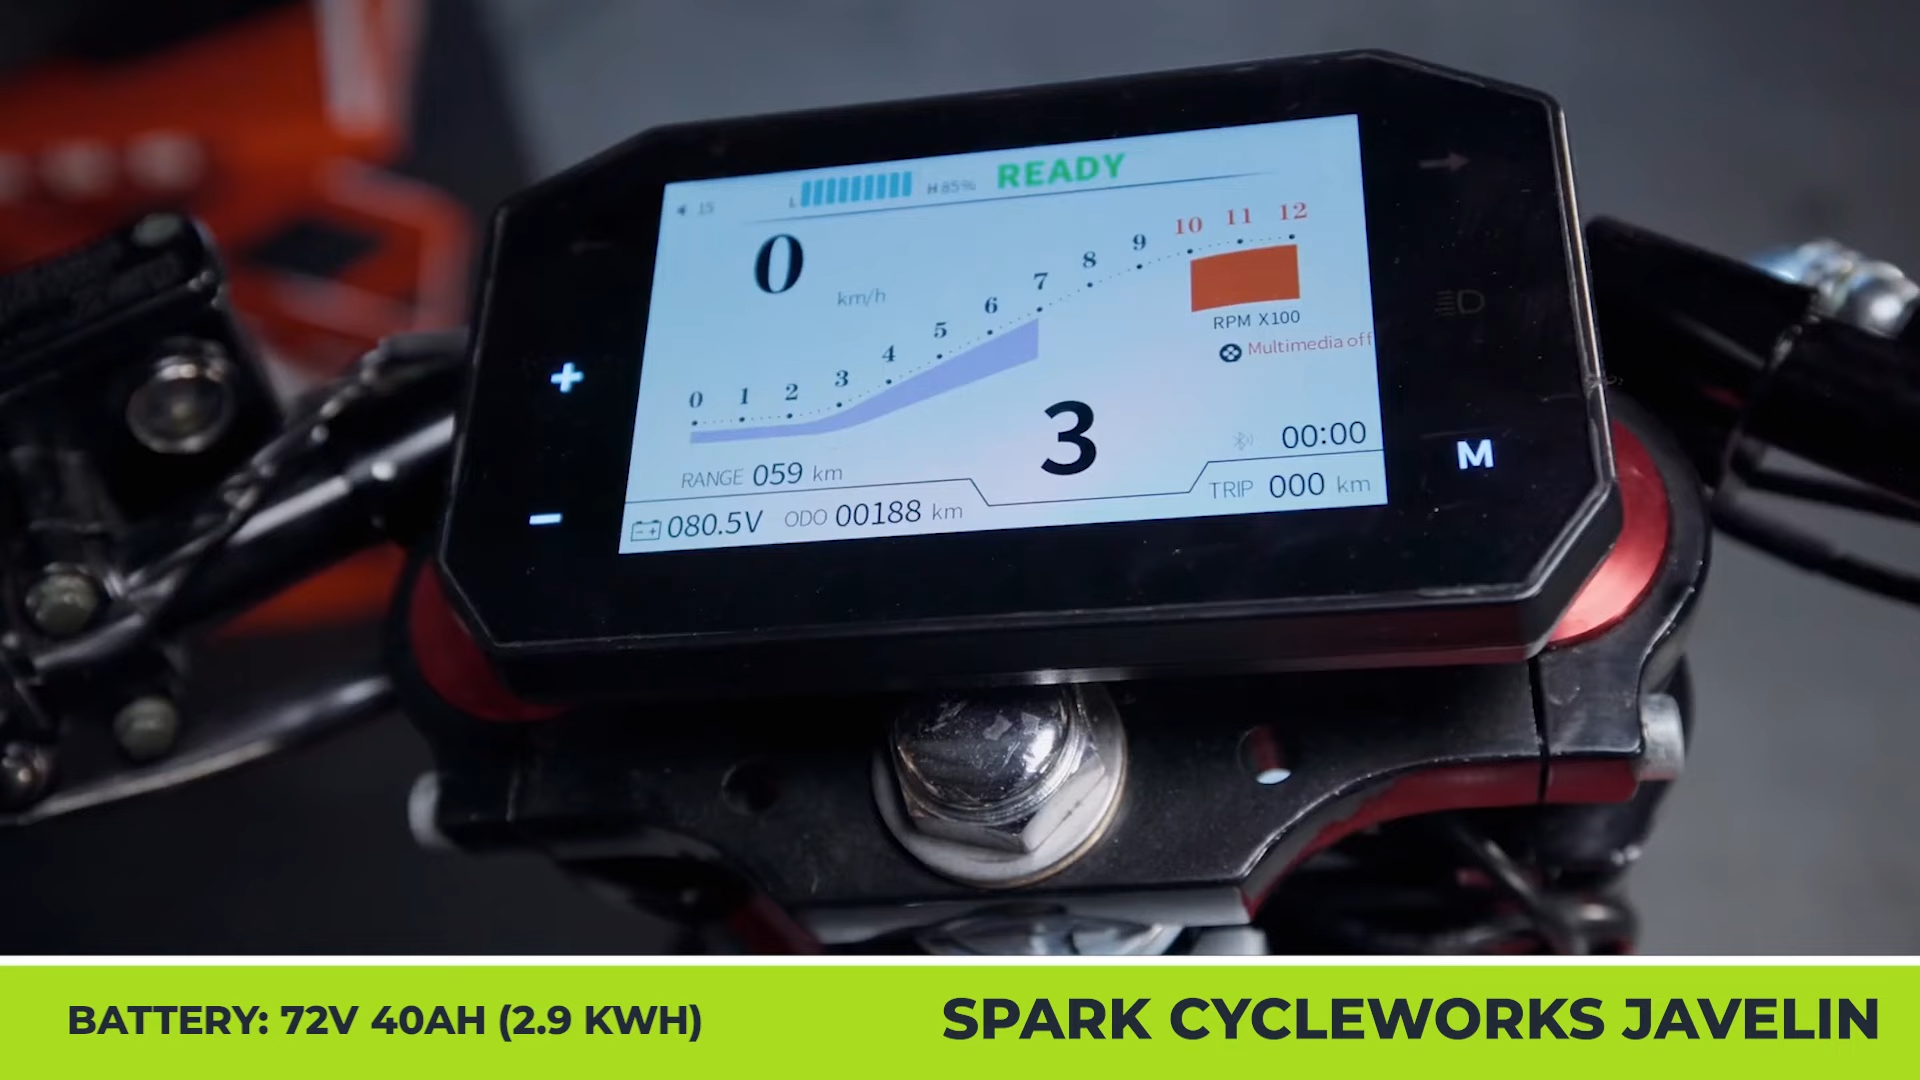 15
L H 85% READY
0 km/h
0 1 2 3 4 5 6 7 8 9 10 11 12
RPM X100
Multimedia off
3
00:00
RANGE 059 km
TRIP 000 km
080.5V ODO 00188 km
+
-
M
BATTERY: 72V 40AH (2.9 KWH)
SPARK CYCLEWORKS JAVELIN